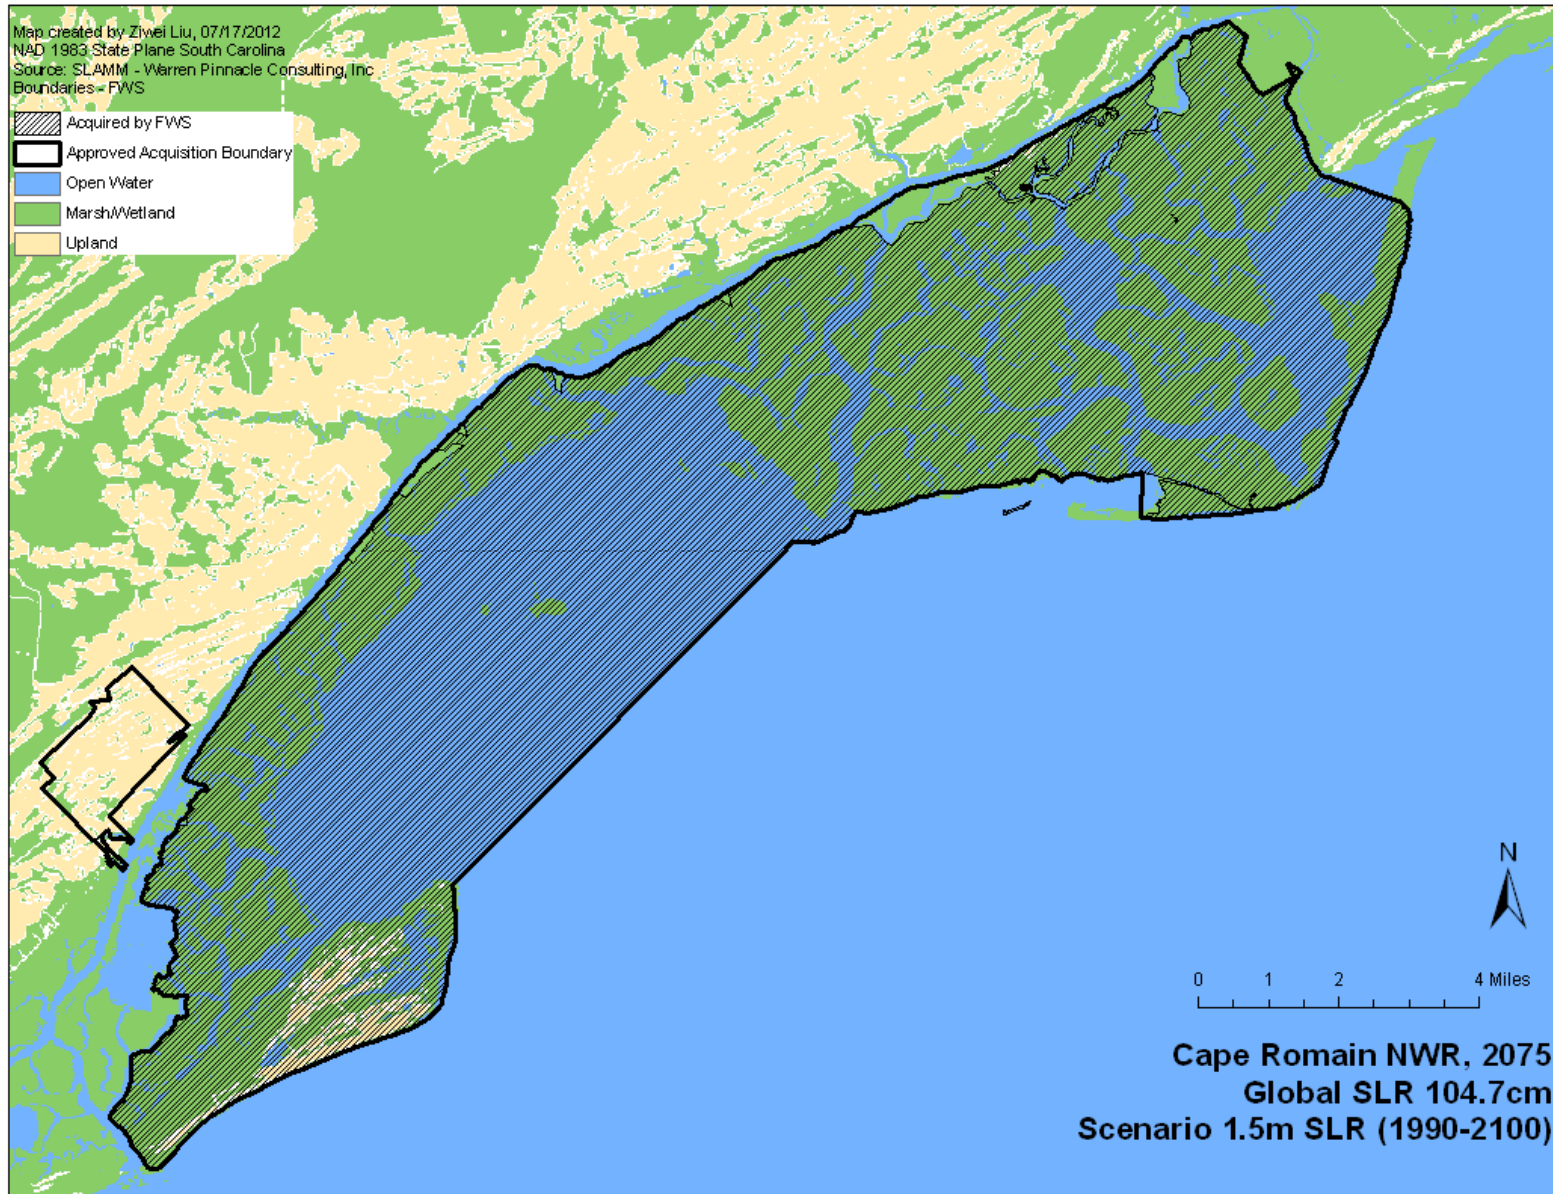 Map created by Ziwei Liu, 07/17/2012
NAD 1983 State Plane South Carolina
Source: SLAMM - Warren Pinnacle Consulting, Inc
Boundaries - FWS
Acquired by FWS
Approved Acquisition Boundary
Open Water
Marsh/Wetland
Upland
N
0 1 2 4 Miles
Cape Romain NWR, 2075
Global SLR 104.7cm
Scenario 1.5m SLR (1990-2100)